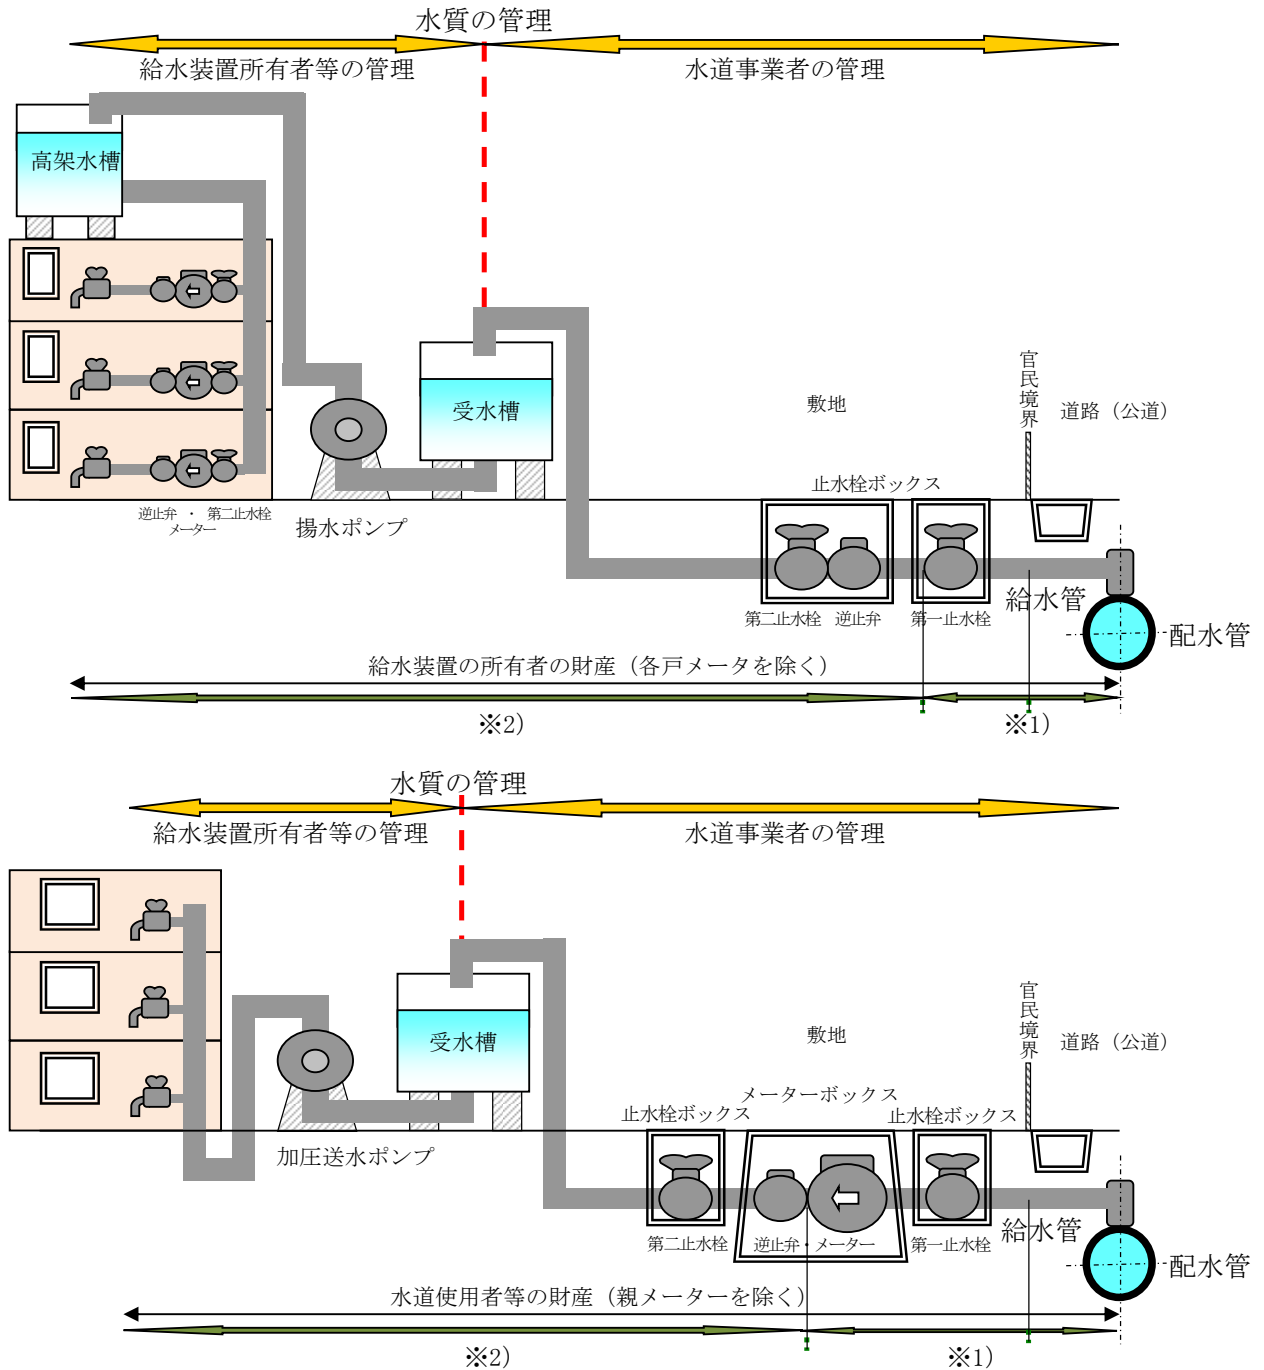 水質の管理
給水装置所有者等の管理
水道事業者の管理
高架水槽
受水槽
敷地
官民境界
道路（公道）
止水栓ボックス
逆止弁 ・ 第二止水栓
メーター
揚水ポンプ
給水管
第二止水栓
逆止弁
第一止水栓
配水管
給水装置の所有者の財産（各戸メータを除く）
※2)
※1)
水質の管理
給水装置所有者等の管理
水道事業者の管理
受水槽
敷地
官民境界
道路（公道）
メーターボックス
止水栓ボックス
止水栓ボックス
加圧送水ポンプ
給水管
第二止水栓
逆止弁・メーター
第一止水栓
配水管
水道使用者等の財産（親メーターを除く）
※2)
※1)